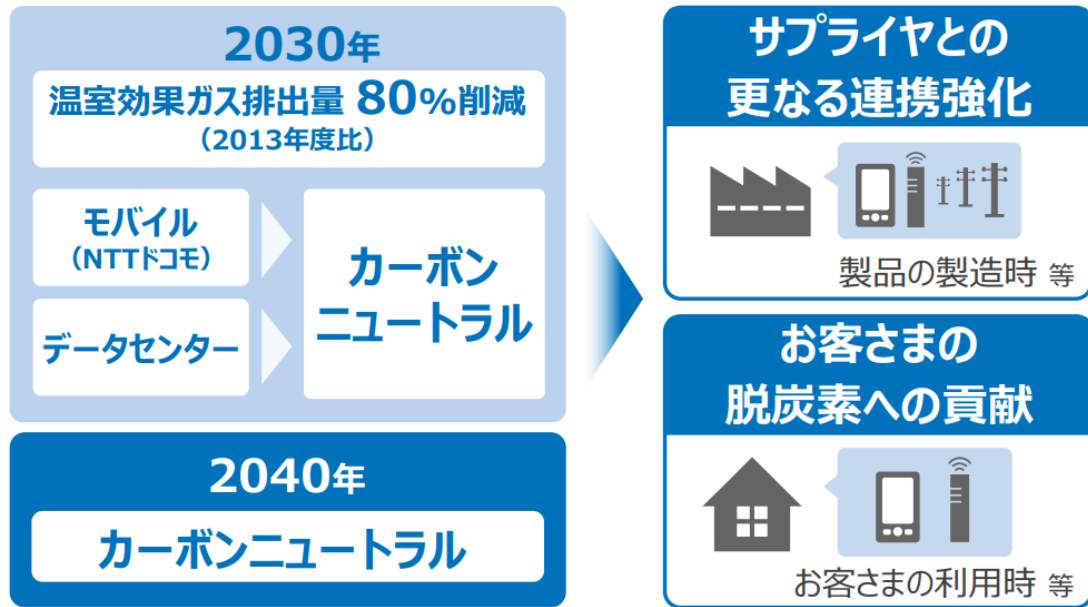 2030年
温室効果ガス排出量 80%削減
（2013年度比）
モバイル
（NTTドコモ）
データセンター
カーボン
ニュートラル
2040年
カーボンニュートラル
サプライヤとの
更なる連携強化
製品の製造時 等
お客さまの
脱炭素への貢献
お客さまの利用時 等